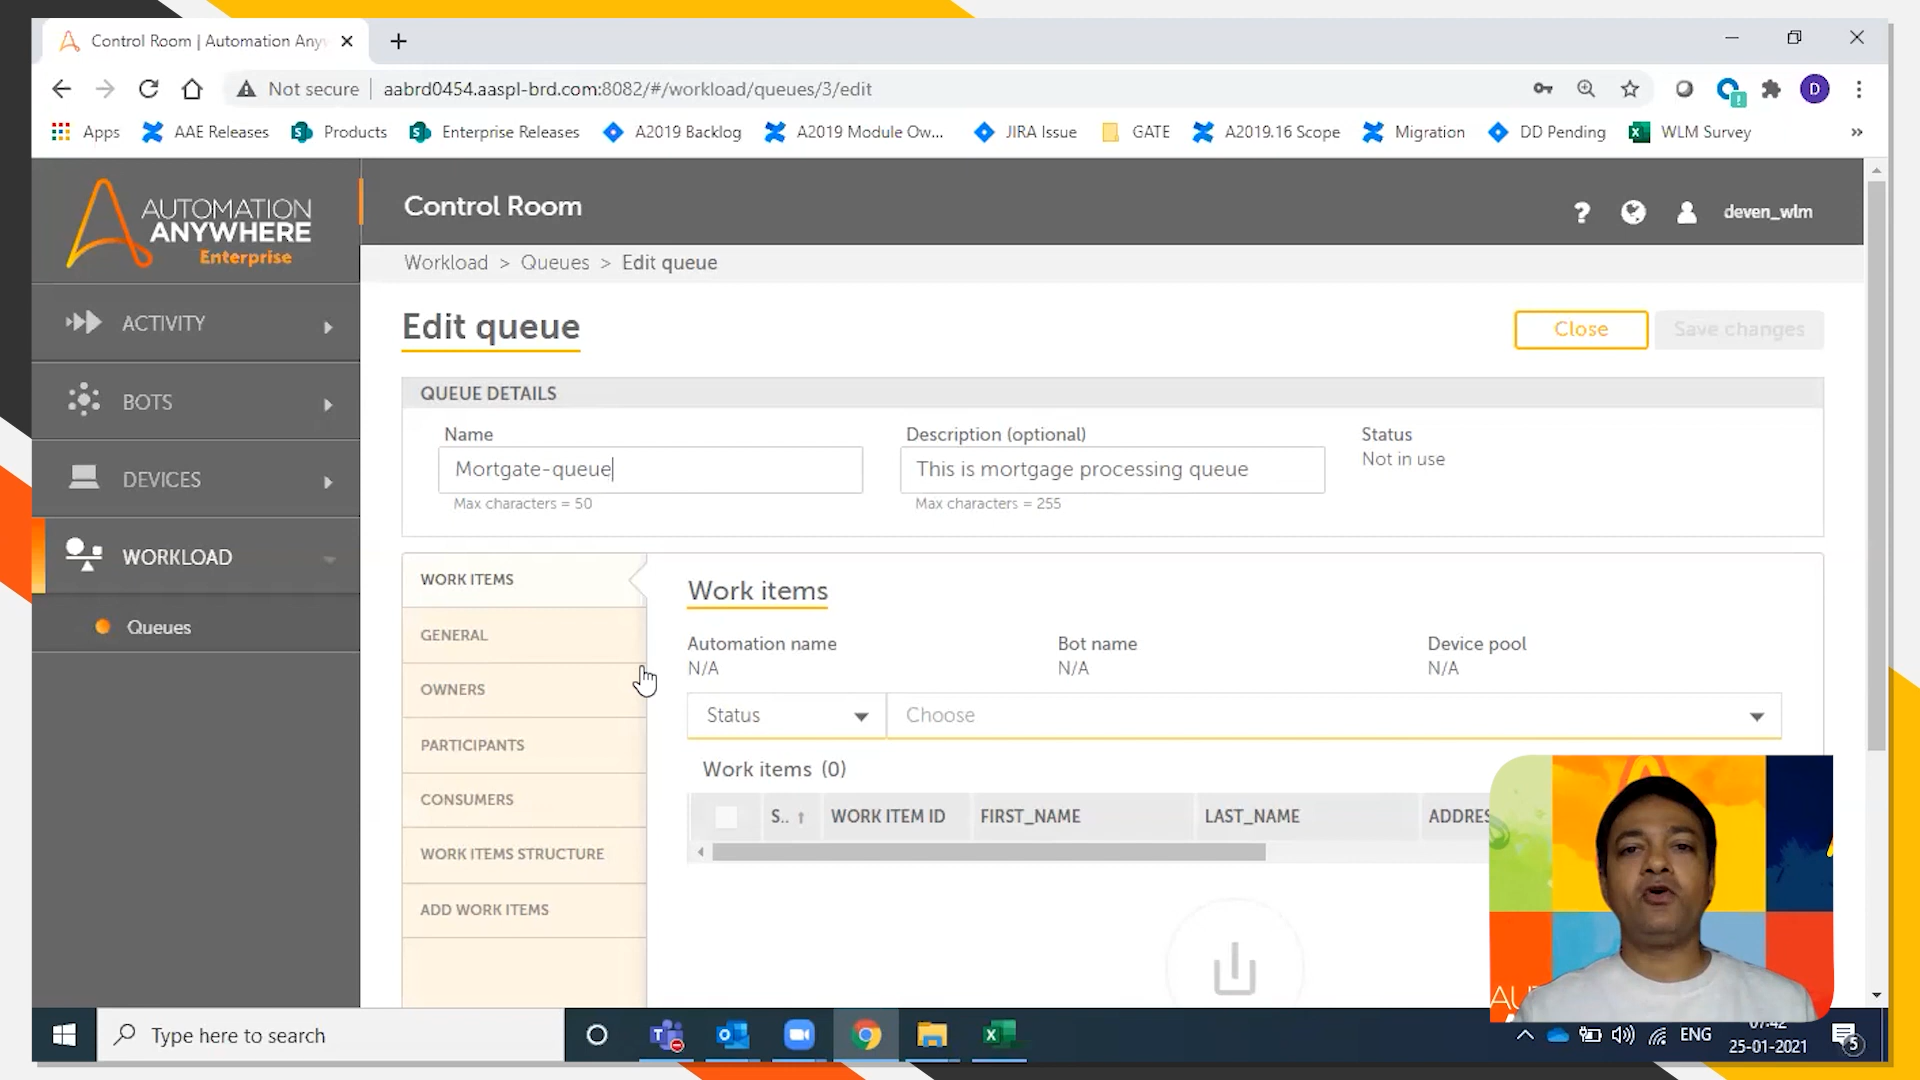 Control Room | Automation Any
Not secure
aabrd0454.aaspl-brd.com:8082/#/workload/queues/3/edit
D
Apps
AAE Releases
Products
Enterprise Releases
A2019 Backlog
A2019 Module Ow...
JIRA Issue
GATE
A2019.16 Scope
Migration
DD Pending
WLM Survey
»
AUTOMATION
ANYWHERE
Enterprise
Control Room
?
deven_wlm
Workload > Queues > Edit queue
ACTIVITY
BOTS
DEVICES
WORKLOAD
Queues
Edit queue
Close
Save changes
QUEUE DETAILS
Name
Mortgate-queue
Max characters = 50
Description (optional)
This is mortgage processing queue
Max characters = 255
Status
Not in use
WORK ITEMS
GENERAL
OWNERS
PARTICIPANTS
CONSUMERS
WORK ITEMS STRUCTURE
ADD WORK ITEMS
Work items
Automation name
N/A
Bot name
N/A
Device pool
N/A
Status
Choose
Work items (0)
S..
WORK ITEM ID
FIRST_NAME
LAST_NAME
ADDRES
AU
Type here to search
ENG
07:42
25-01-2021
5